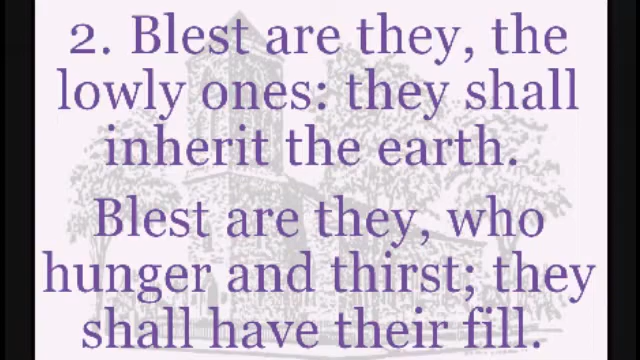 2. Blest are they, the
lowly ones: they shall
inherit the earth.
Blest are they, who
hunger and thirst; they
shall have their fill.